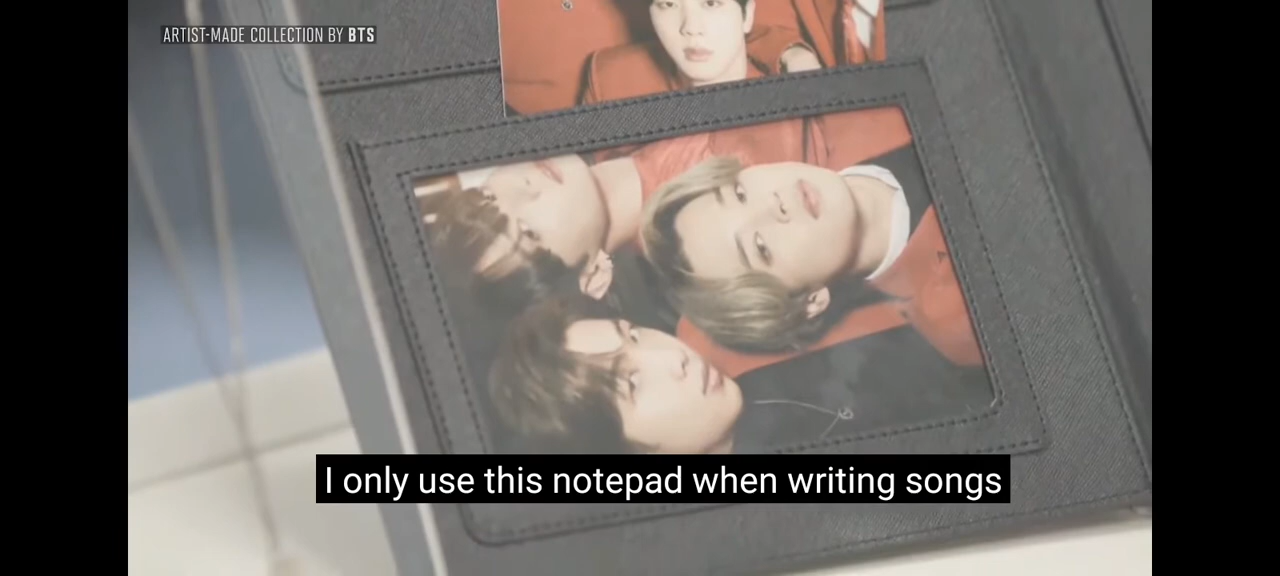 ARTIST-MADE COLLECTION BY BTS
I only use this notepad when writing songs